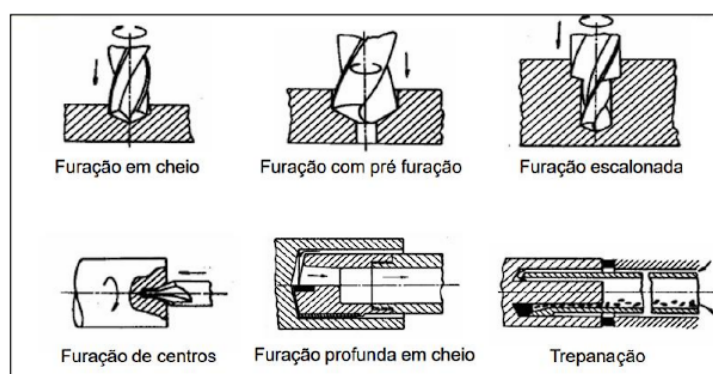 Furação em cheio
Furação com pré furação
Furação escalonada
Furação de centros
Furação profunda em cheio
Trepanação